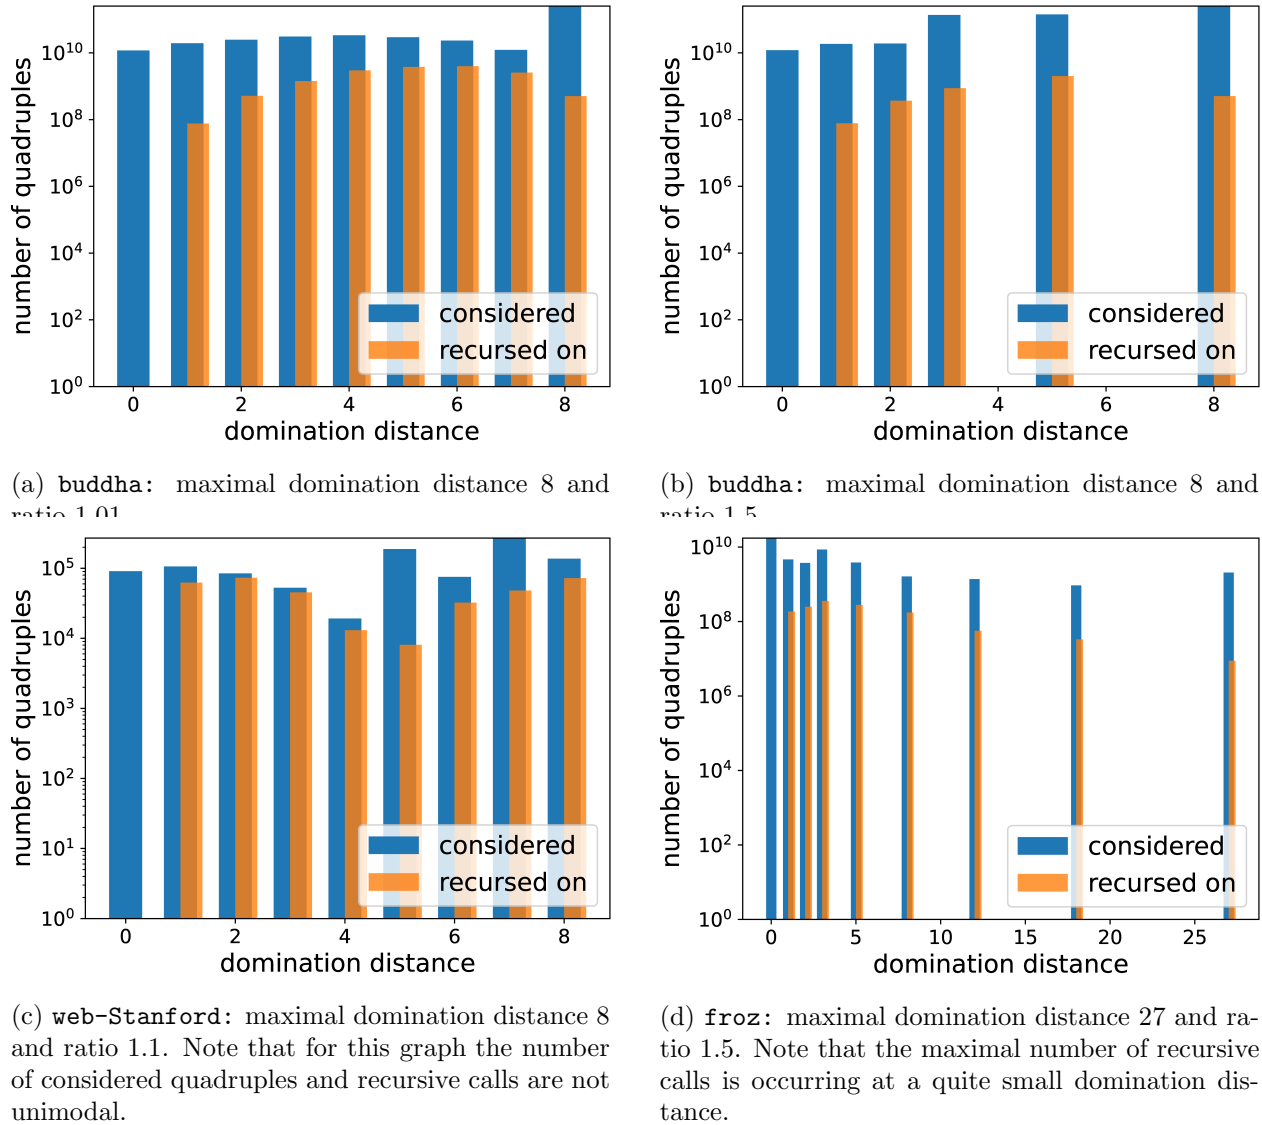 10^10
10^8
10^6
10^4
10^2
10^0
number of quadruples
considered
recursed on
0 2 4 6 8
domination distance
(a) buddha: maximal domination distance 8 and
ratio 1.01
10^10
10^8
10^6
10^4
10^2
10^0
number of quadruples
considered
recursed on
0 2 4 6 8
domination distance
(b) buddha: maximal domination distance 8 and
ratio 1.5
10^5
10^4
10^3
10^2
10^1
10^0
number of quadruples
considered
recursed on
0 2 4 6 8
domination distance
(c) web-Stanford: maximal domination distance 8
and ratio 1.1. Note that for this graph the number
of considered quadruples and recursive calls are not
unimodal.
10^10
10^8
10^6
10^4
10^2
10^0
number of quadruples
considered
recursed on
0 5 10 15 20 25
domination distance
(d) froz: maximal domination distance 27 and ra-
tio 1.5. Note that the maximal number of recursive
calls is occurring at a quite small domination dis-
tance.